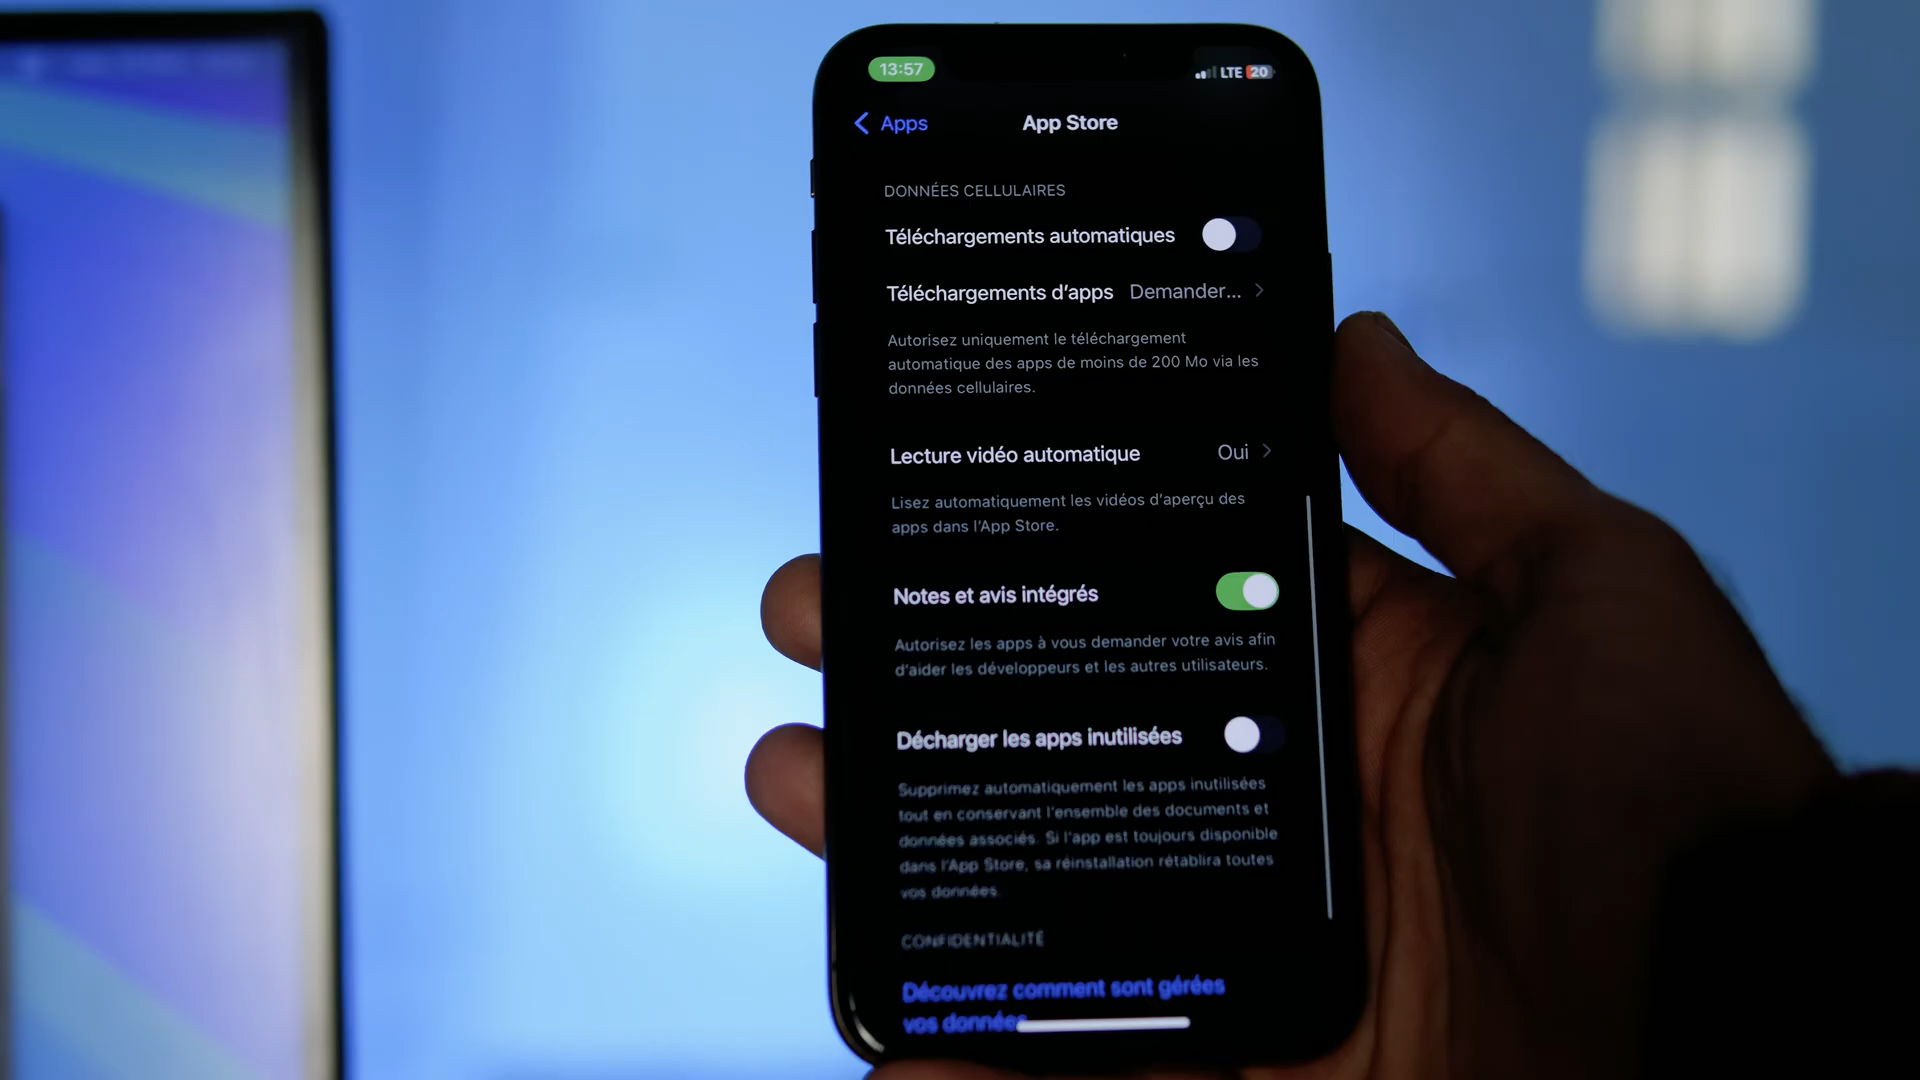 13:57
LTE 20
Apps
App Store
DONNÉES CELLULAIRES
Téléchargements automatiques
Téléchargements d’apps Demander...
Autorisez uniquement le téléchargement
automatique des apps de moins de 200 Mo via les
données cellulaires.
Lecture vidéo automatique Oui
Lisez automatiquement les vidéos d’aperçu des
apps dans l’App Store.
Notes et avis intégrés
Autorisez les apps à vous demander votre avis afin
d’aider les développeurs et les autres utilisateurs.
Décharger les apps inutilisées
Supprimez automatiquement les apps inutilisées
tout en conservant l’ensemble des documents et
données associés. Si l’app est toujours disponible
dans l’App Store, sa réinstallation rétablira toutes
vos données.
CONFIDENTIALITÉ
Découvrez comment sont gérées
vos données